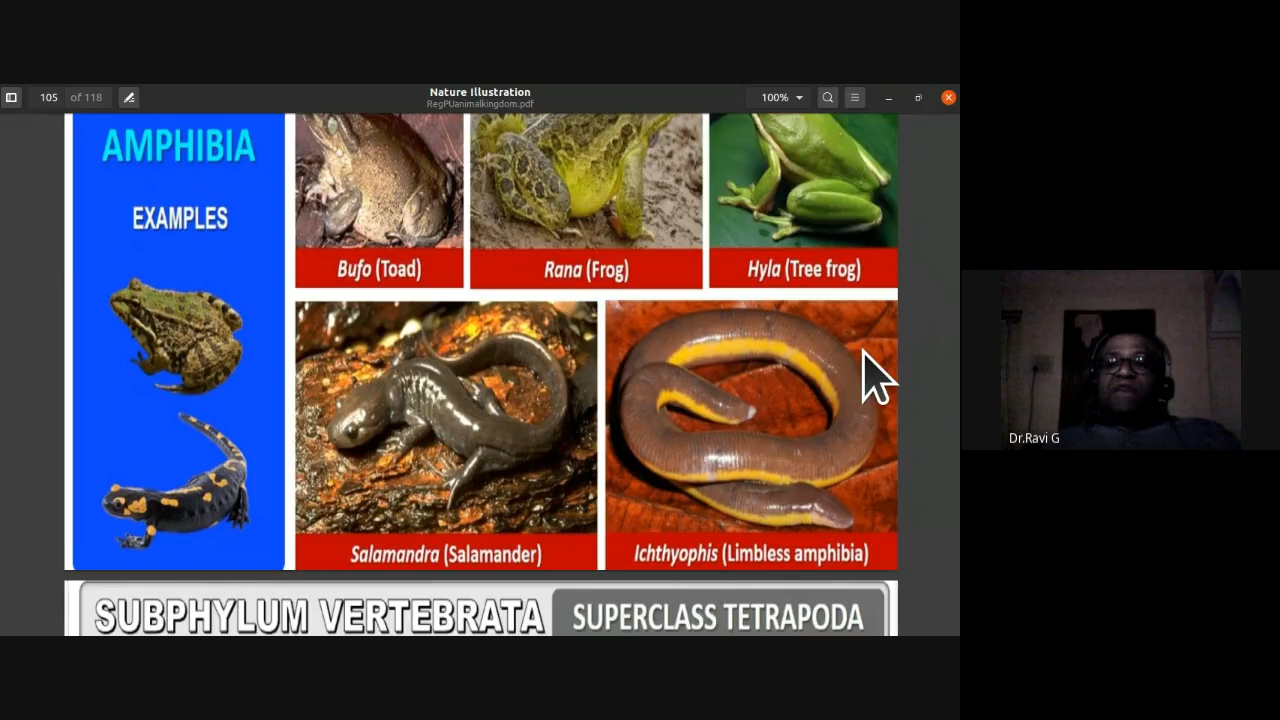 Nature Illustration
RegPUanimalkingdom.pdf
105 of 118
100%
AMPHIBIA
EXAMPLES
Bufo (Toad)
Rana (Frog)
Hyla (Tree frog)
Salamandra (Salamander)
Ichthyophis (Limbless amphibia)
SUBPHYLUM VERTEBRATA
SUPERCLASS TETRAPODA
Dr.Ravi G